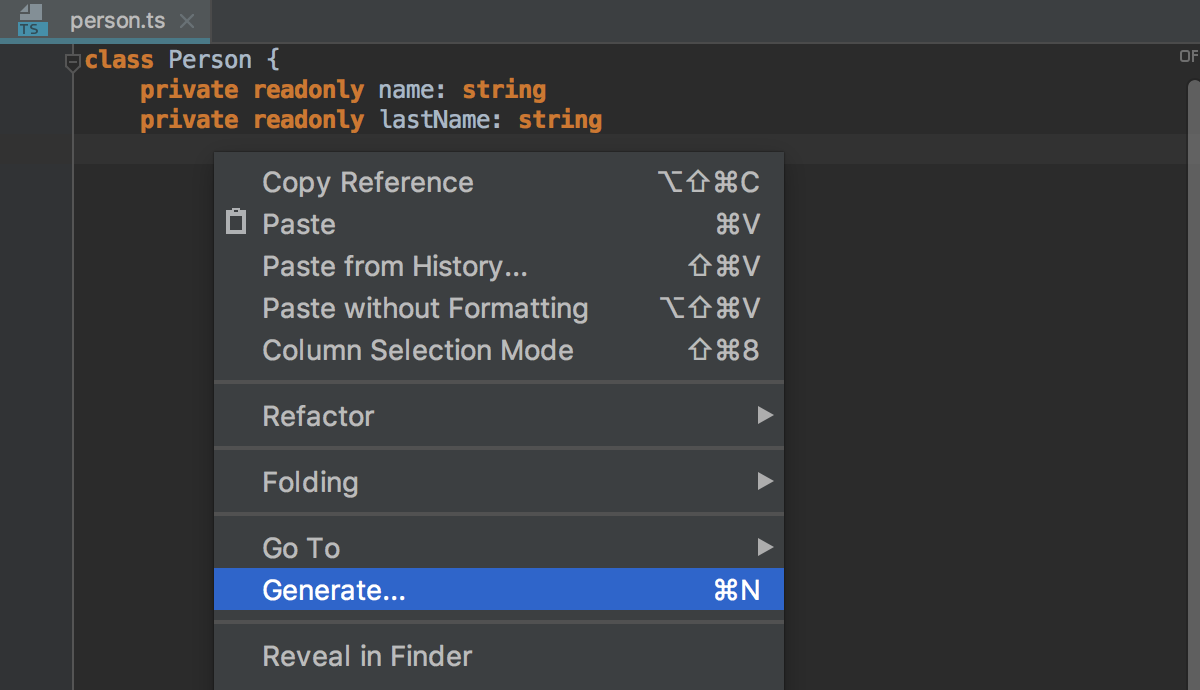 TS person.ts
class Person {
private readonly name: string
private readonly lastName: string
OF
Copy Reference ⌥⇧⌘C
Paste ⌘V
Paste from History... ⇧⌘V
Paste without Formatting ⌥⇧⌘V
Column Selection Mode ⇧⌘8
Refactor
Folding
Go To
Generate... ⌘N
Reveal in Finder